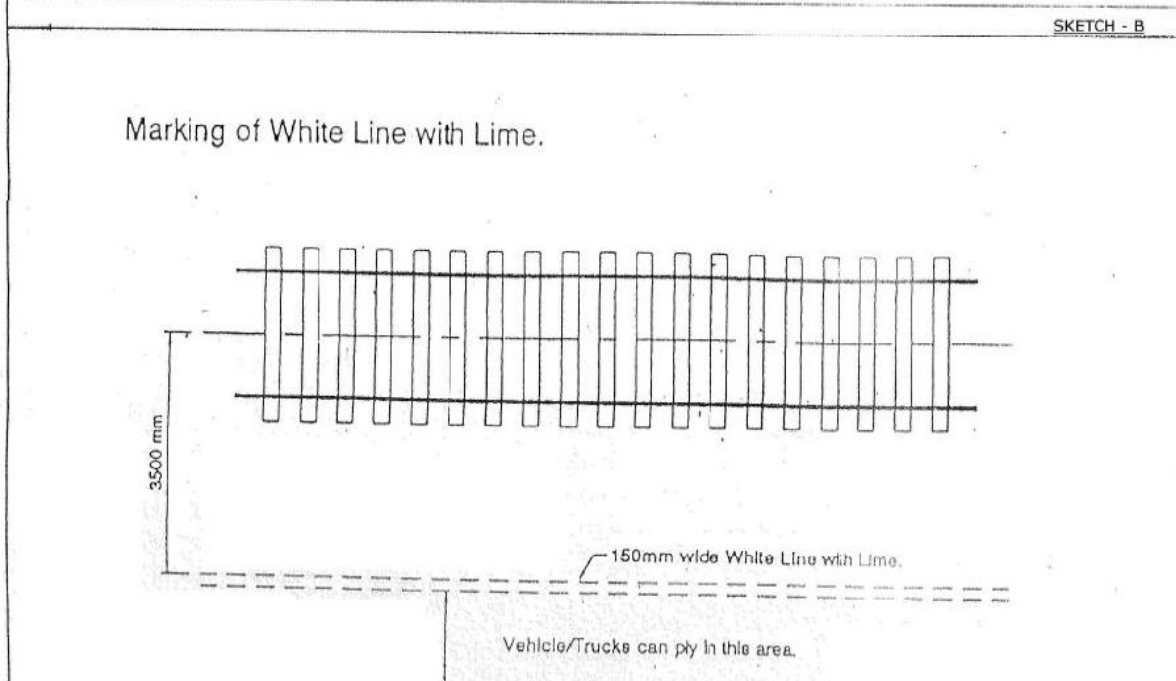 SKETCH - B
Marking of White Line with Lime.
3500 mm
150mm wide White Line with Lime.
Vehicle/Trucks can ply in this area.